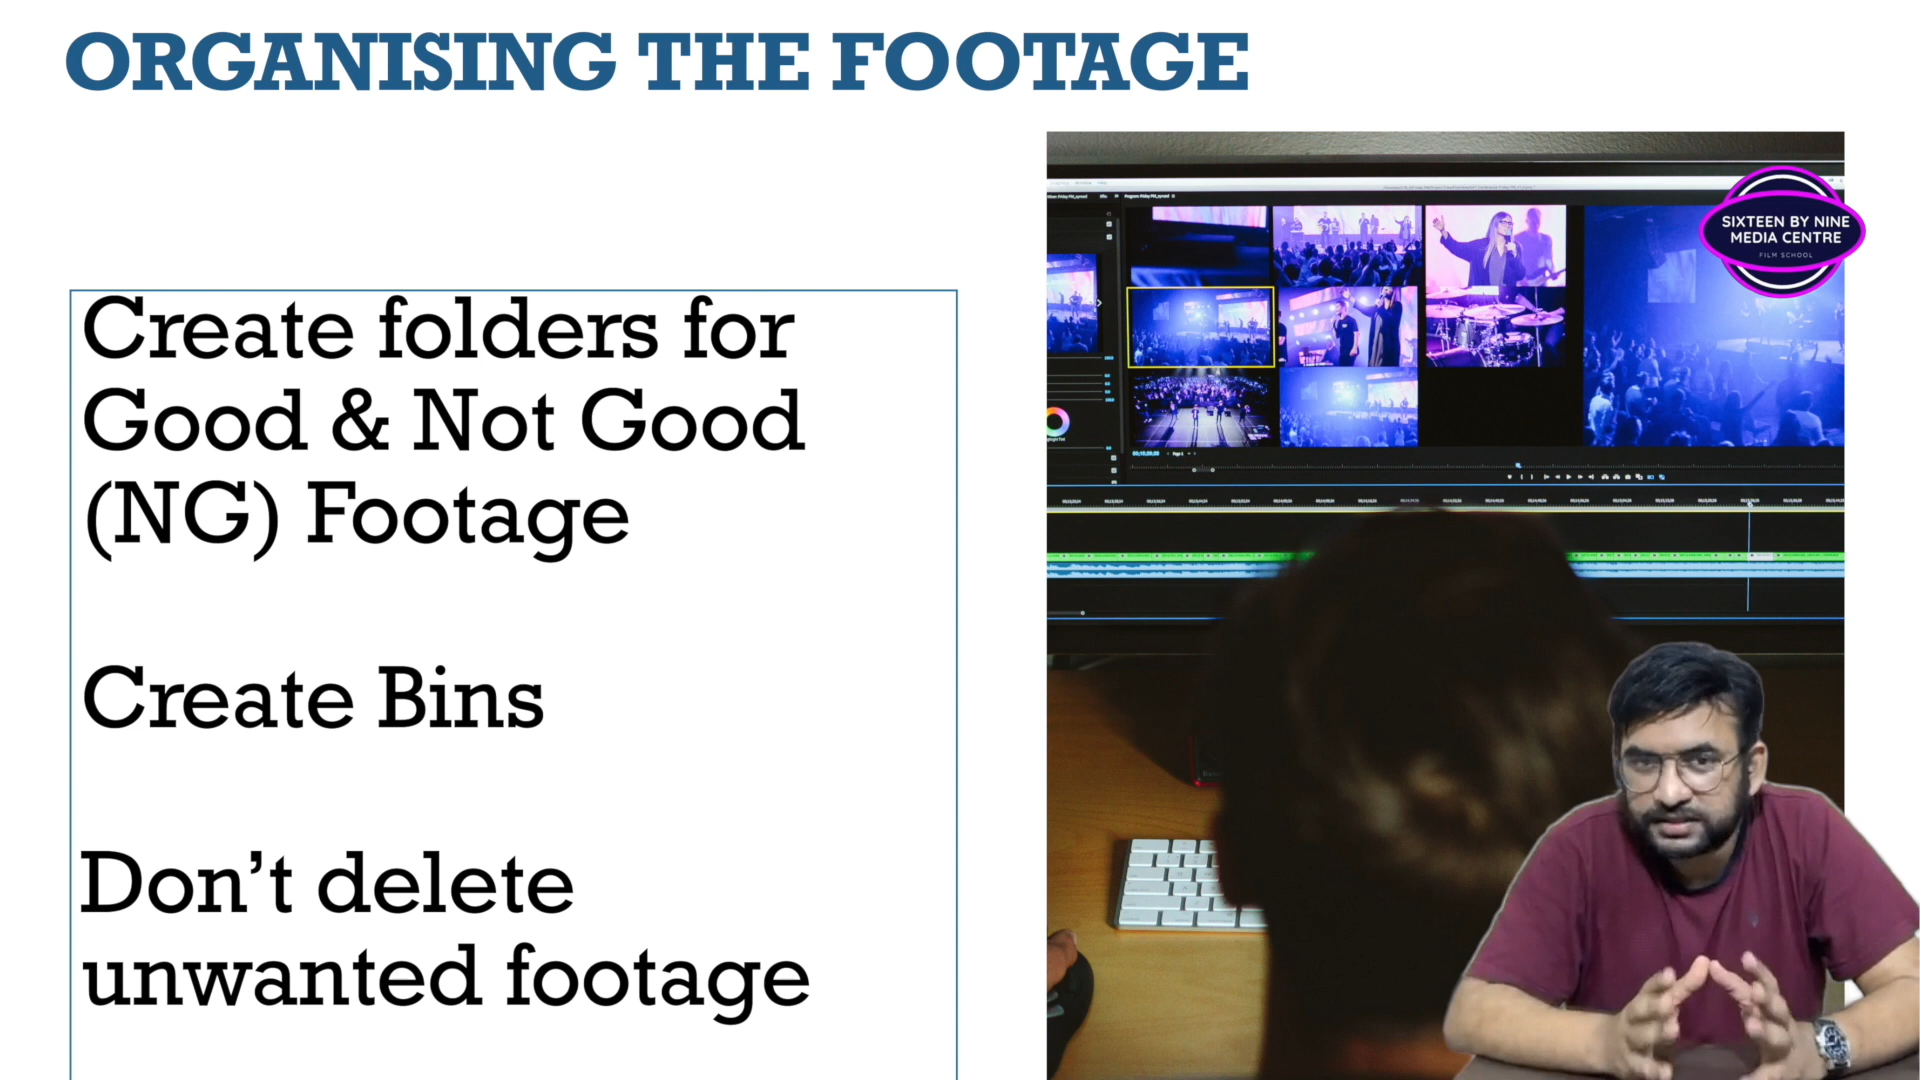 ORGANISING THE FOOTAGE
SIXTEEN BY NINE
MEDIA CENTRE
FILM SCHOOL
Create folders for
Good & Not Good
(NG) Footage
Create Bins
Don’t delete
unwanted footage